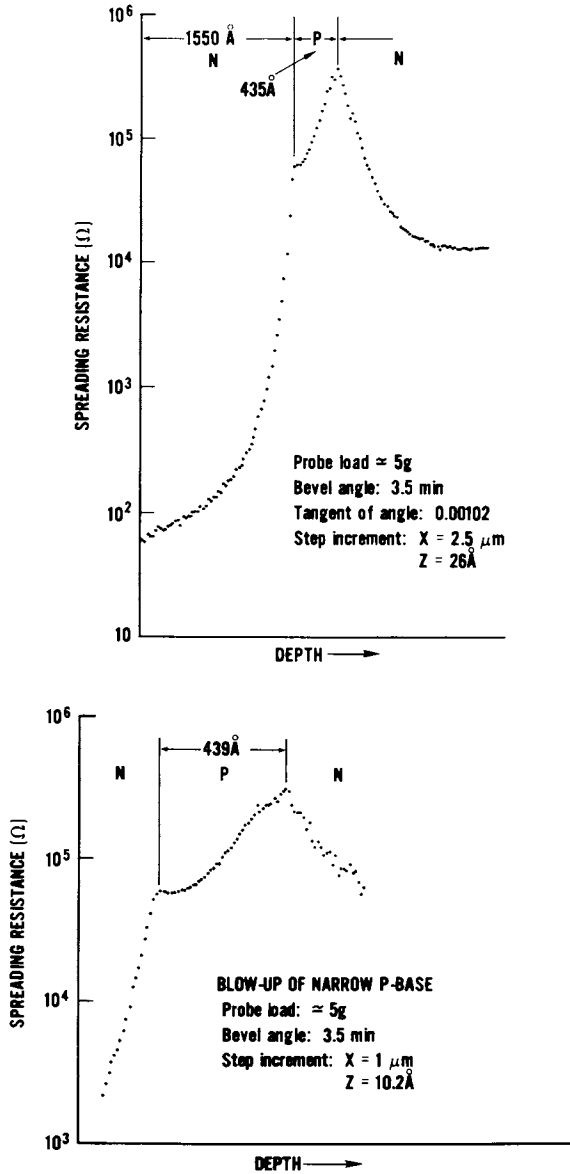 10⁶
1550 Å
P
N
N
435Å
10⁵
SPREADING RESISTANCE [Ω]
10⁴
10³
Probe load ≃ 5g
Bevel angle: 3.5 min
Tangent of angle: 0.00102
10²
Step increment: X = 2.5 μm
Z = 26Å
10
DEPTH
10⁶
439Å
N
P
N
SPREADING RESISTANCE [Ω]
10⁵
BLOW-UP OF NARROW P-BASE
Probe load: ≃ 5g
10⁴
Bevel angle: 3.5 min
Step increment: X = 1 μm
Z = 10.2Å
10³
DEPTH